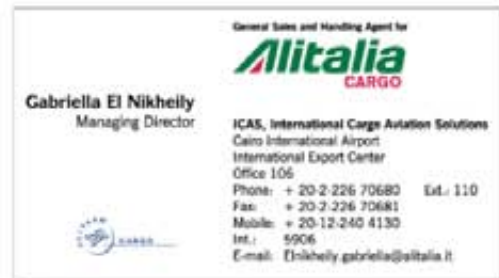 Gabriella El Nikheily
Managing Director
General Sales and Handling Agent for
Alitalia
CARGO
ICAS, International Cargo Aviation Solutions
Cairo International Airport
International Export Center
Office 106
Phone: + 20-2-226 70680 Ext.: 110
Fax: + 20-2-226 70681
Mobile: + 20-12-240 4130
Int.: 5906
E-mail: Elnikheily.gabriella@alitalia.it
CARGO